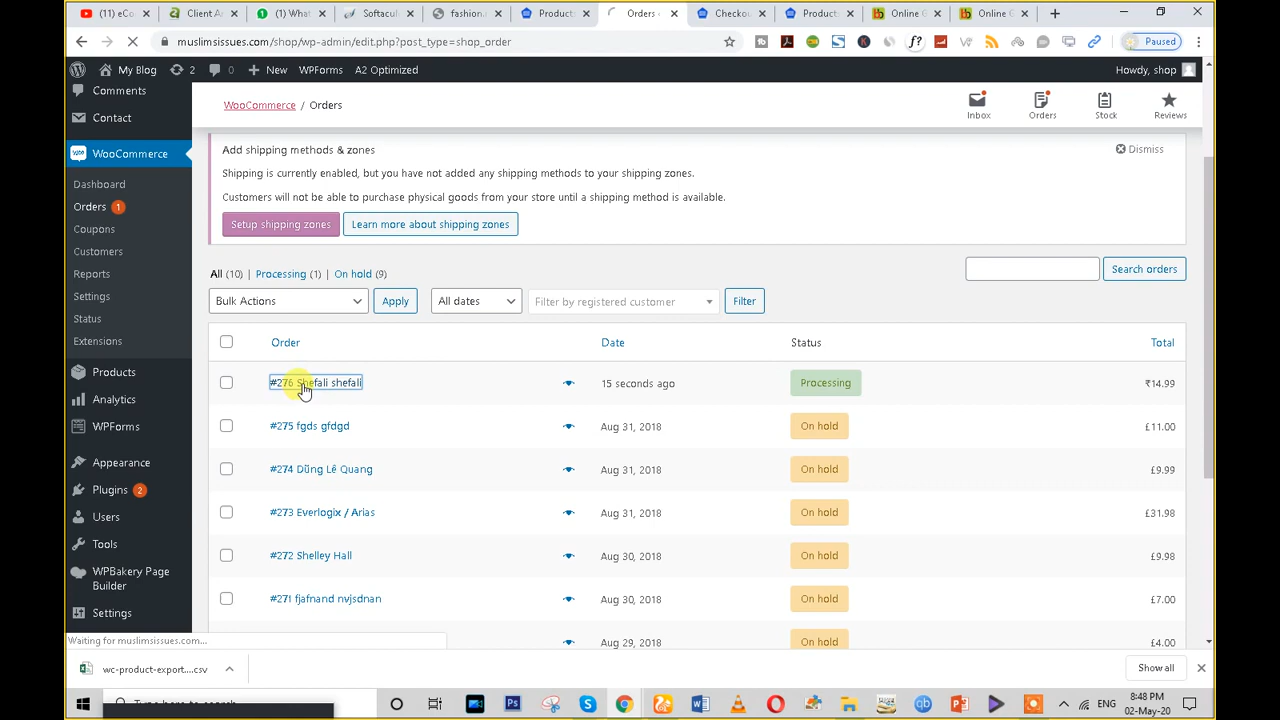 (11) eCo
Client Ar
(1) What
Softacul
fashion.m
Products
Orders
Checkou
Products
Online G
Online G
muslimsissues.com/shop/wp-admin/edit.php?post_type=shop_order
Paused
My Blog 2 New WPForms A2 Optimized Howdy, shop
Comments
Contact
WooCommerce
Dashboard
Orders 1
Coupons
Customers
Reports
Settings
Status
Extensions
Products
Analytics
WPForms
Appearance
Plugins 2
Users
Tools
WPBakery Page
Builder
Settings
WooCommerce / Orders
Inbox Orders Stock Reviews
Add shipping methods & zones Dismiss
Shipping is currently enabled, but you have not added any shipping methods to your shipping zones.
Customers will not be able to purchase physical goods from your store until a shipping method is available.
Setup shipping zones Learn more about shipping zones
All (10) | Processing (1) | On hold (9) Search orders
Bulk Actions Apply All dates Filter by registered customer Filter
Order Date Status Total
#276 Shefali shefali 15 seconds ago Processing ₹14.99
#275 fgds gfdgd Aug 31, 2018 On hold £11.00
#274 Dũng Lê Quang Aug 31, 2018 On hold £9.99
#273 Everlogix / Arias Aug 31, 2018 On hold £31.98
#272 Shelley Hall Aug 30, 2018 On hold £9.98
#271 fjafnand nvjsdnan Aug 30, 2018 On hold £7.00
Aug 29, 2018 On hold £4.00
Waiting for muslimsissues.com...
wc-product-export....csv Show all
Type here to search
ENG 8:48 PM
02-May-20